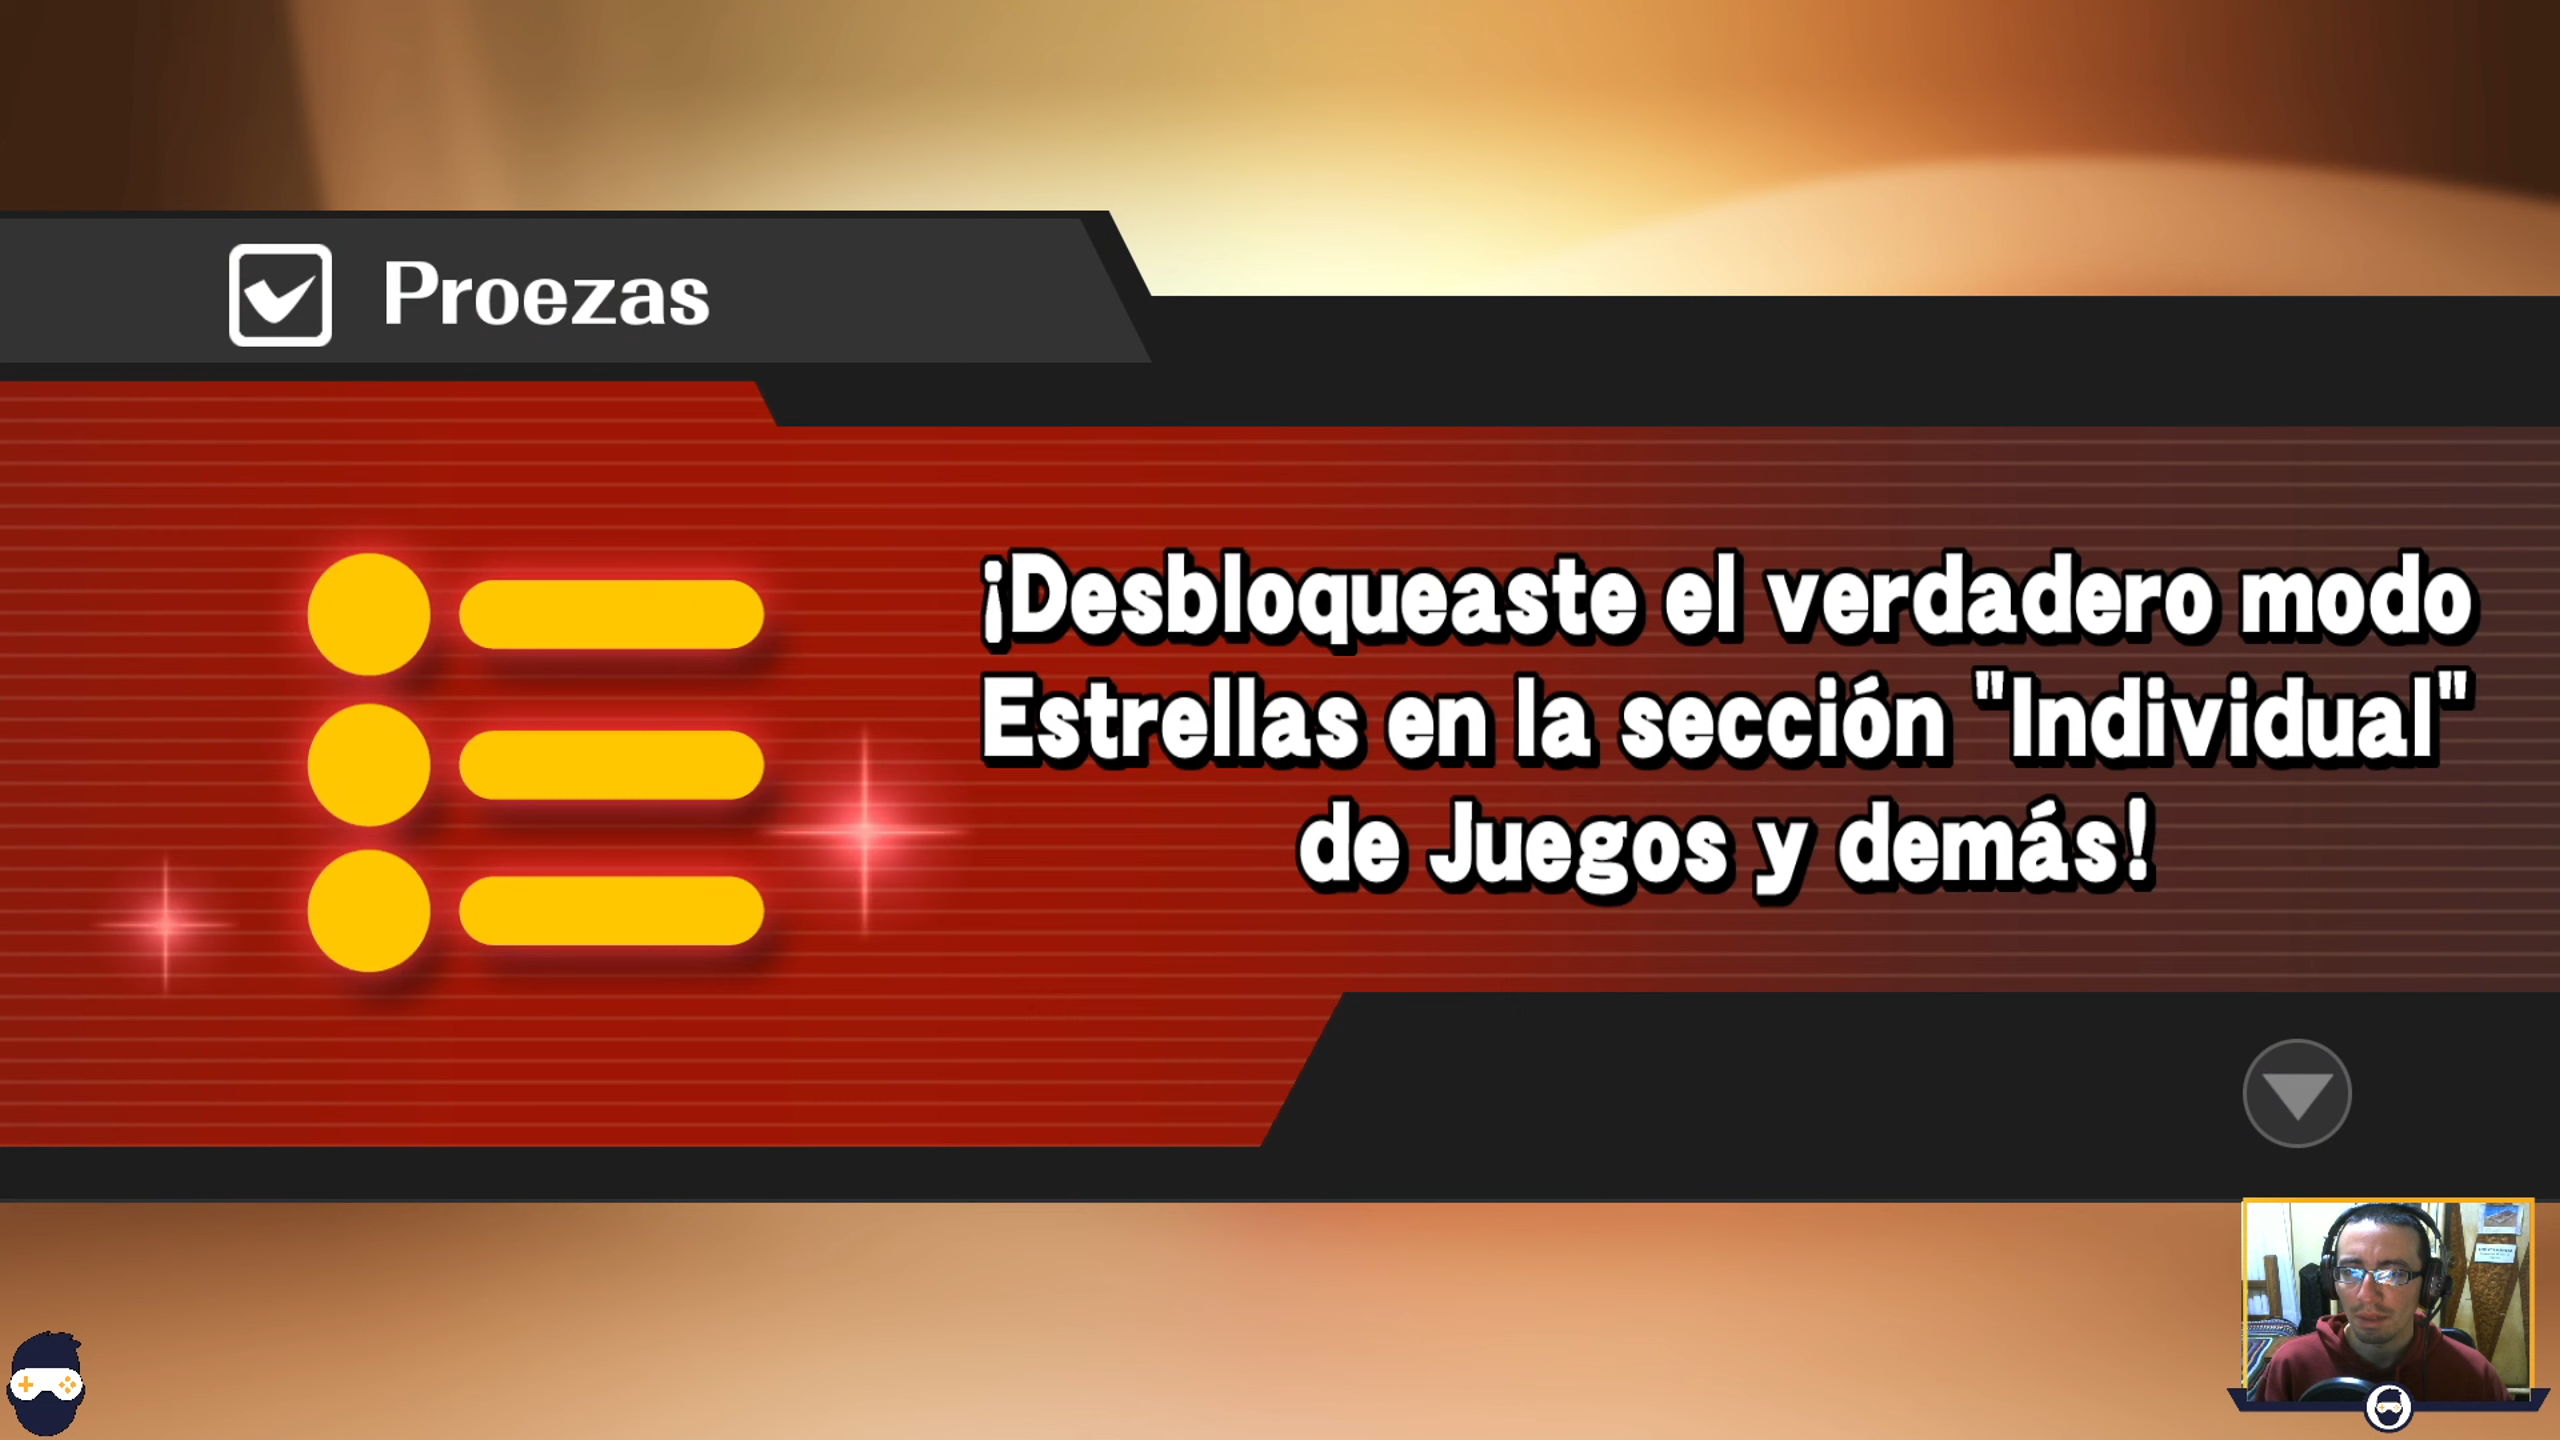 Proezas
¡Desbloqueaste el verdadero modo
Estrellas en la sección "Individual"
de Juegos y demás!